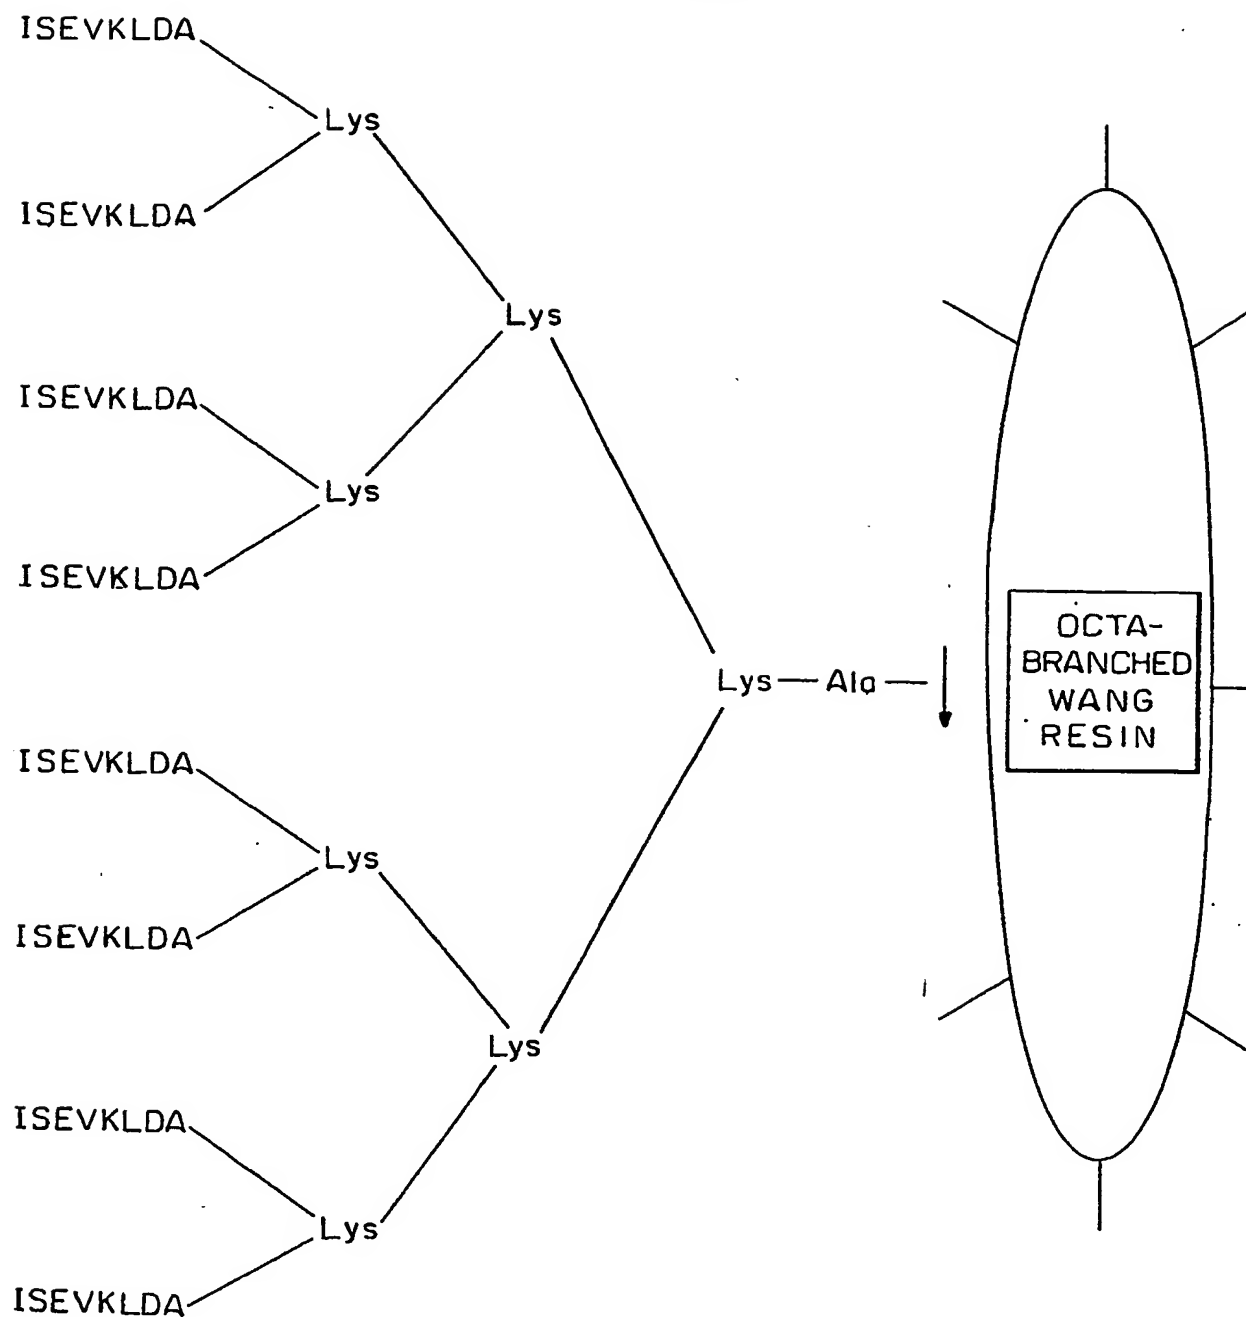 ISEVKLDA
Lys
ISEVKLDA
Lys
ISEVKLDA
Lys
ISEVKLDA
Lys — Ala —
OCTA-
BRANCHED
WANG
RESIN
ISEVKLDA
Lys
ISEVKLDA
Lys
ISEVKLDA
Lys
ISEVKLDA